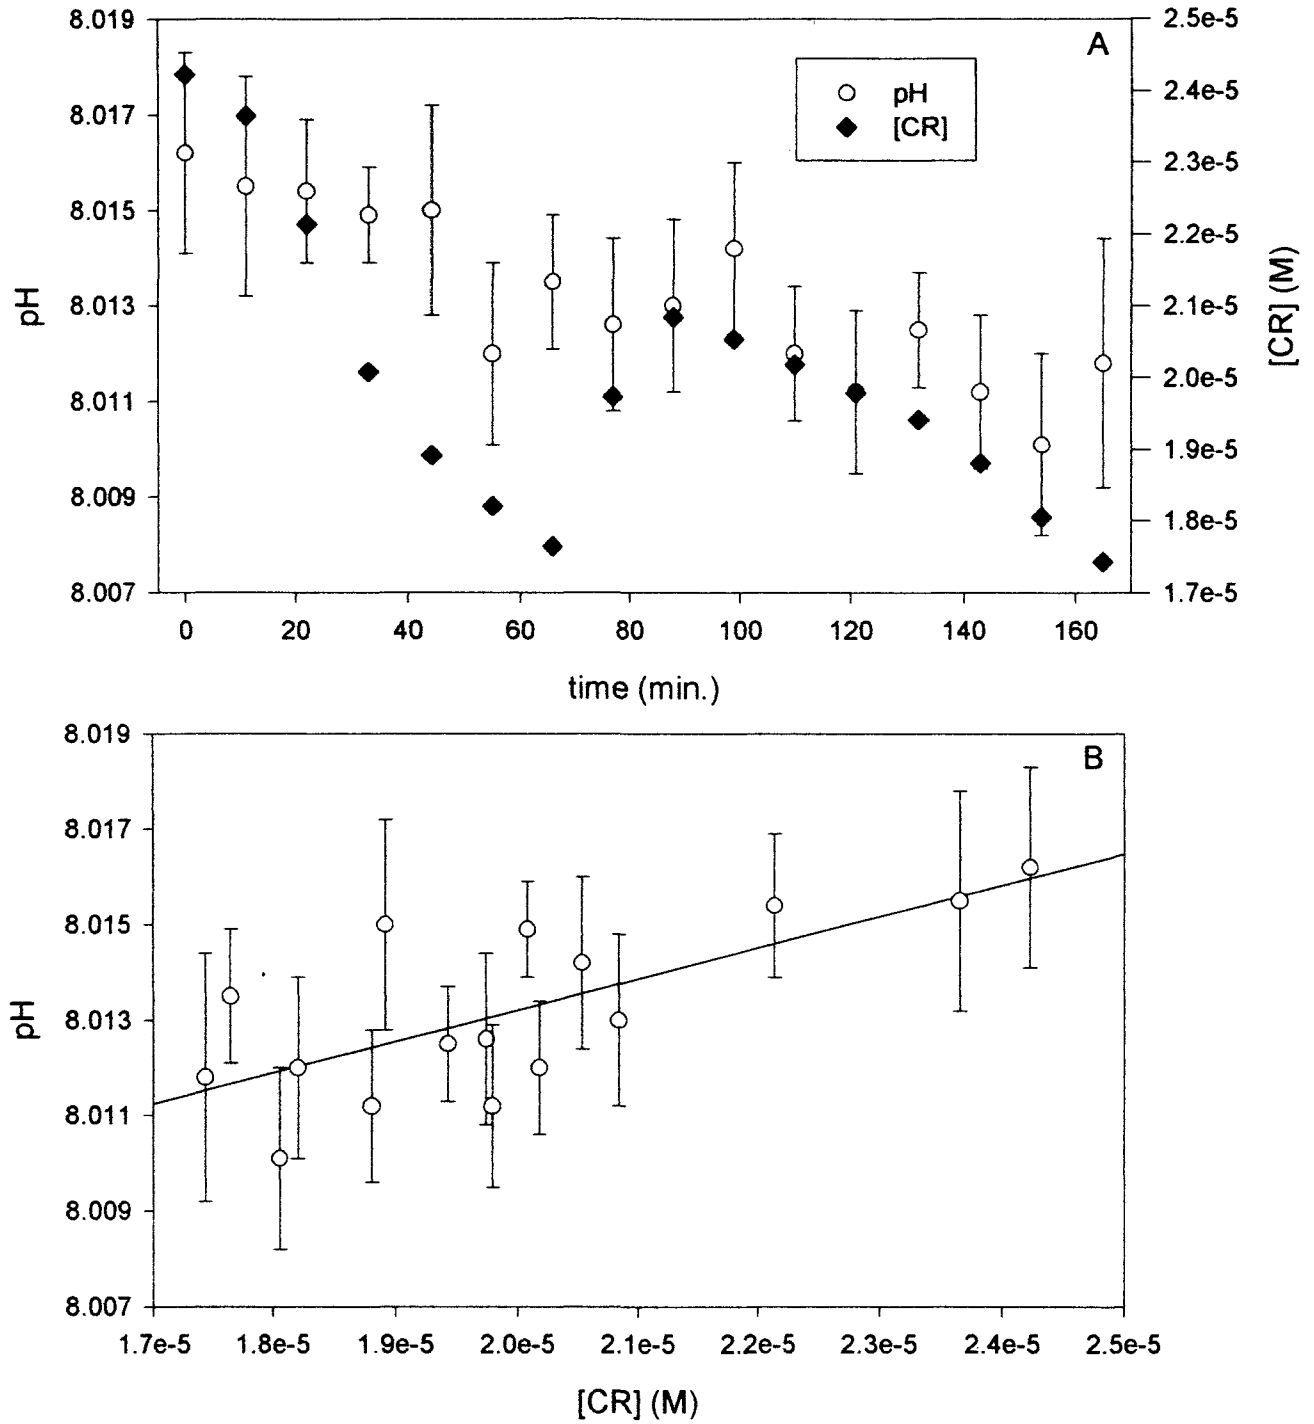 8.019
8.017
8.015
8.013
8.011
8.009
8.007
pH
A
pH
[CR]
2.5e-5
2.4e-5
2.3e-5
2.2e-5
2.1e-5
2.0e-5
1.9e-5
1.8e-5
1.7e-5
[CR] (M)
0 20 40 60 80 100 120 140 160
time (min.)
8.019
8.017
8.015
8.013
8.011
8.009
8.007
pH
B
1.7e-5 1.8e-5 1.9e-5 2.0e-5 2.1e-5 2.2e-5 2.3e-5 2.4e-5 2.5e-5
[CR] (M)